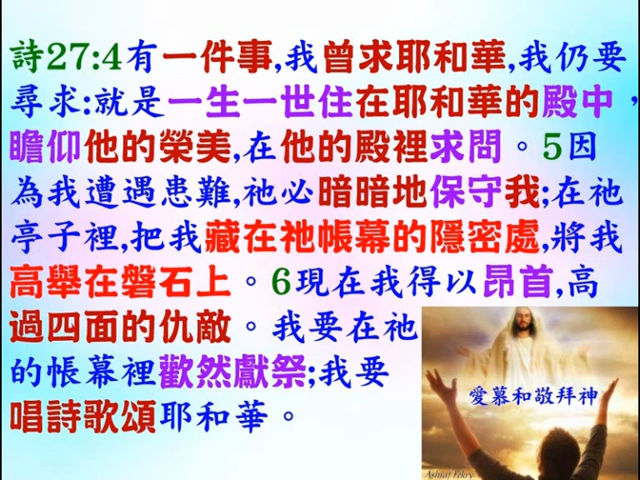 詩27:4有一件事,我曾求耶和華,我仍要
尋求:就是一生一世住在耶和華的殿中，
瞻仰他的榮美,在他的殿裡求問。5因
為我遭遇患難,祂必暗暗地保守我;在祂
亭子裡,把我藏在祂帳幕的隱密處,將我
高舉在磐石上。6現在我得以昂首,高
過四面的仇敵。我要在祂
的帳幕裡歡然獻祭;我要
唱詩歌頌耶和華。
愛慕和敬拜神